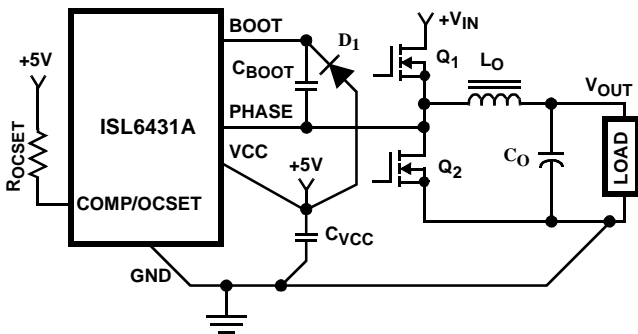 BOOT
D1
+VIN
+5V
CBOOT
Q1
LO
VOUT
PHASE
ISL6431A
ROCSET
VCC
+5V
Q2
CO
LOAD
COMP/OCSET
CVCC
GND